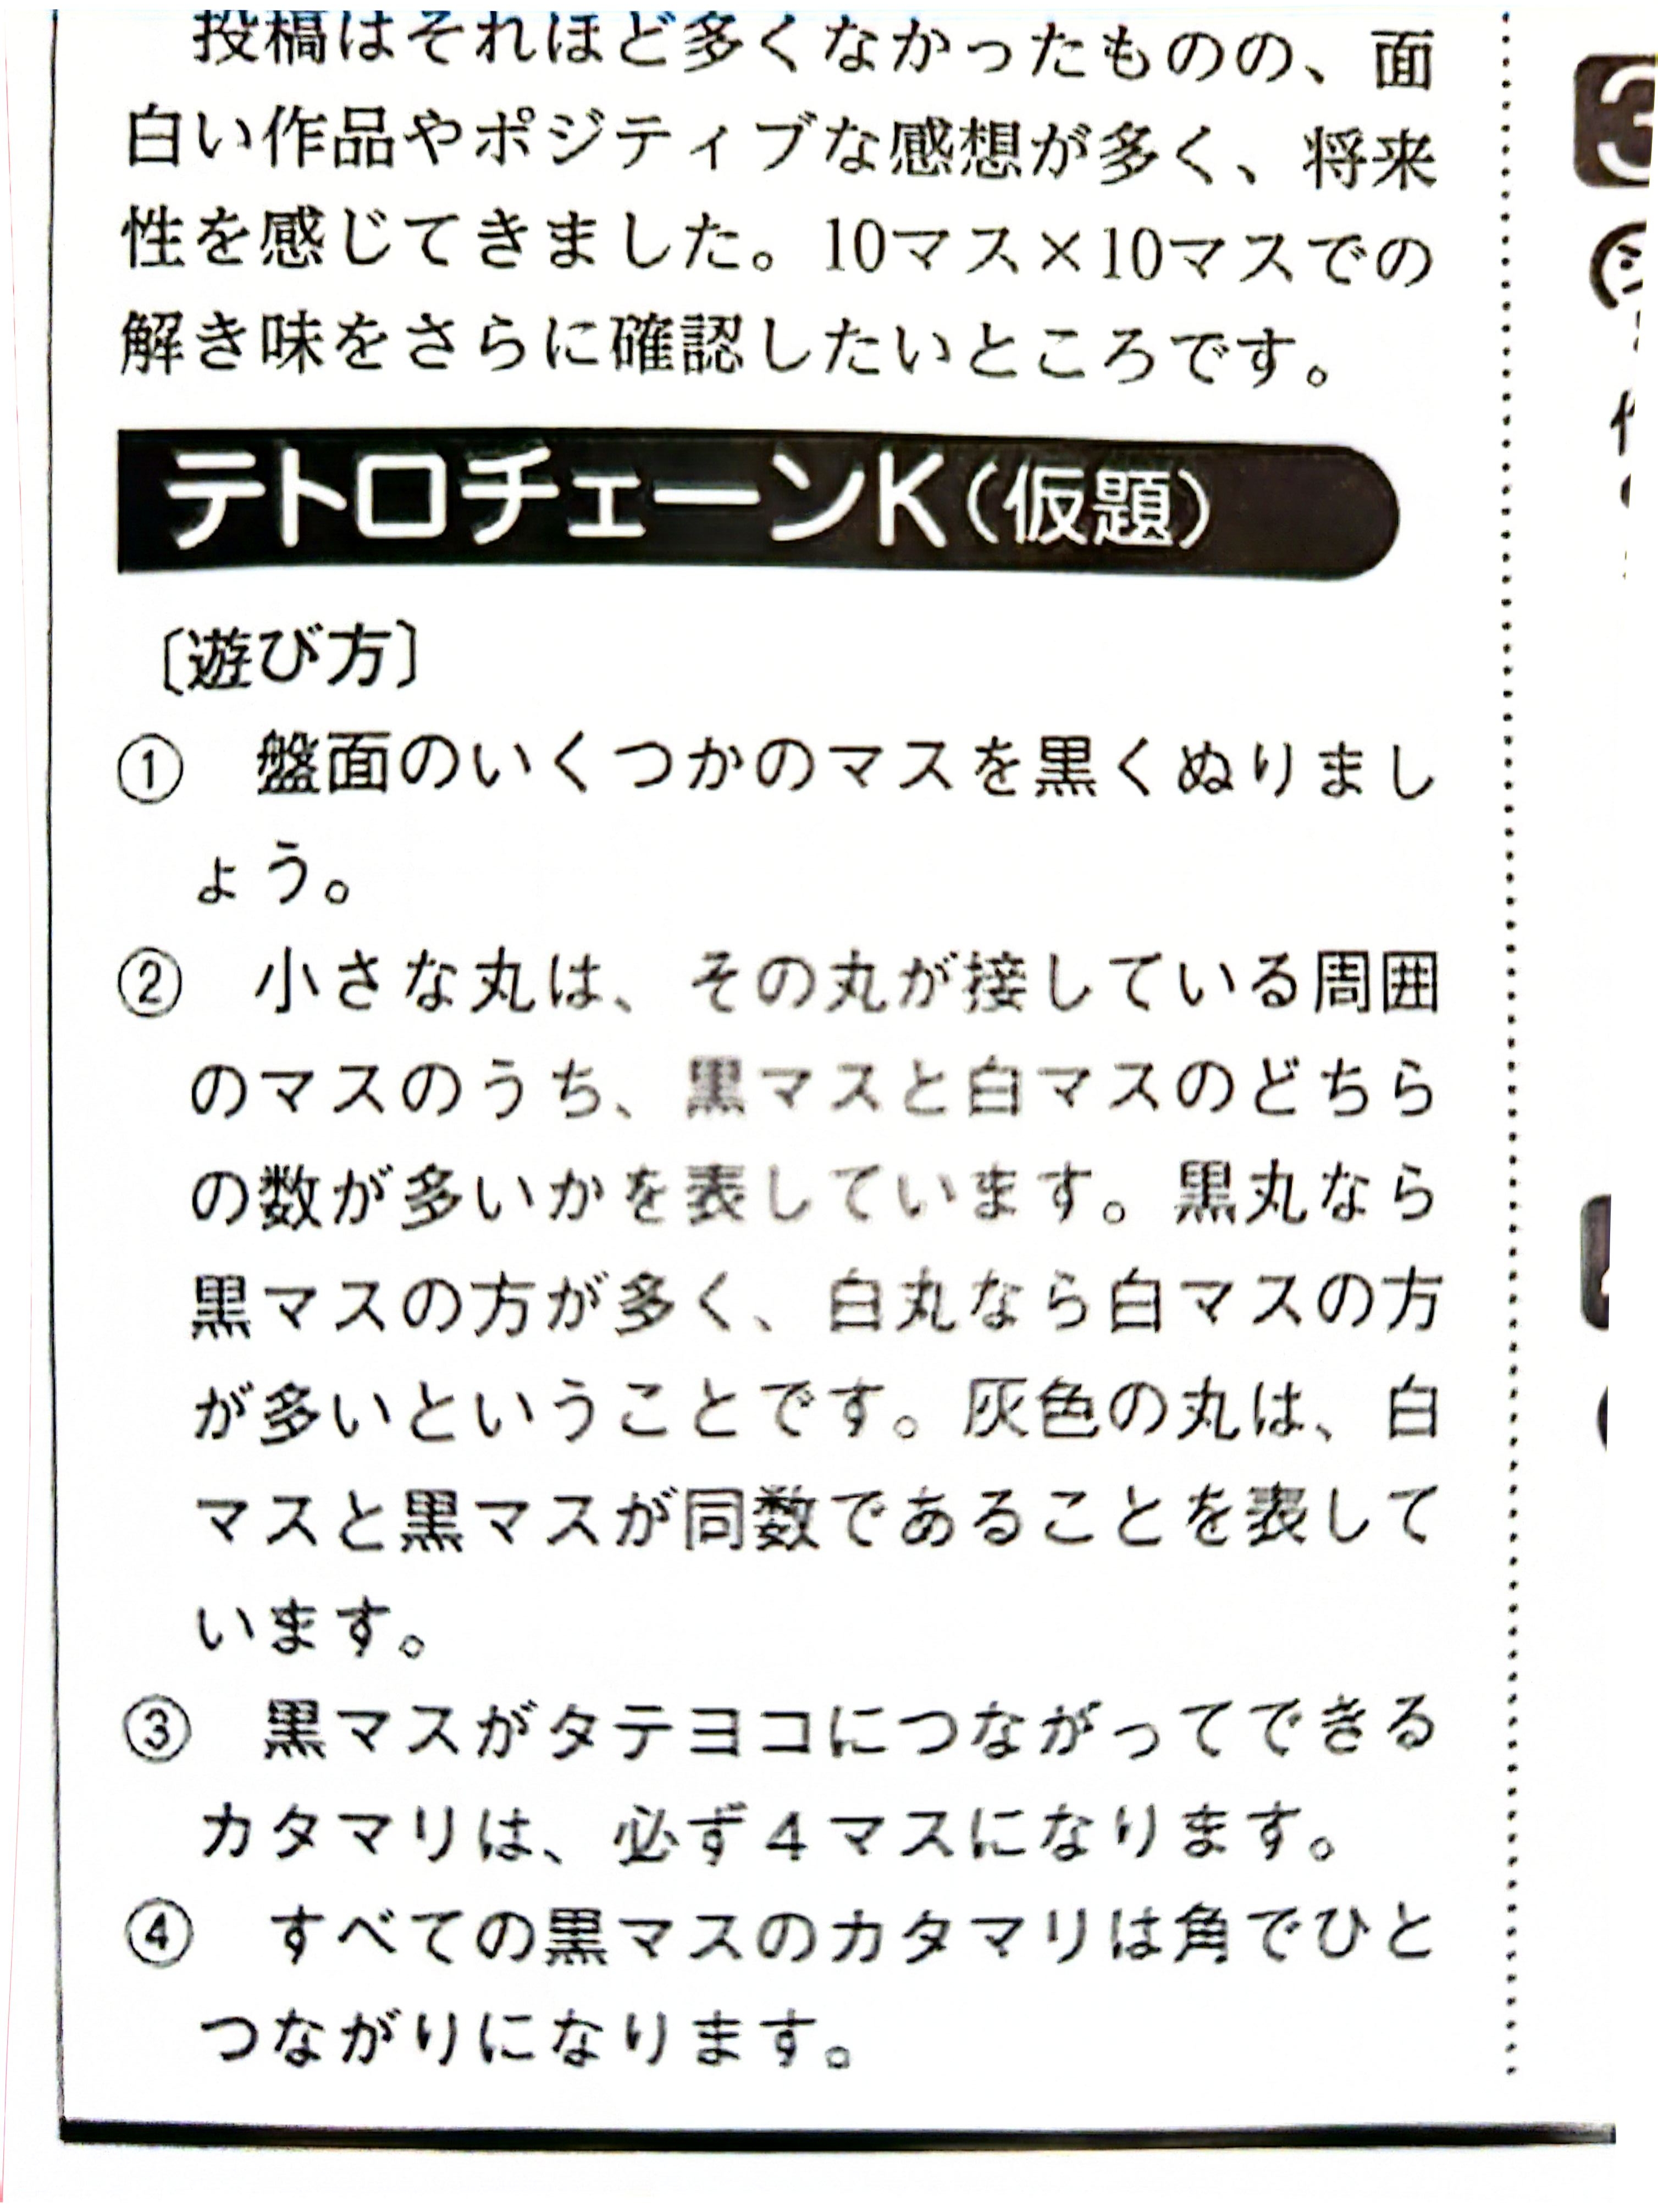 投稿はそれほど多くなかったものの、面
白い作品やポジティブな感想が多く、将来
性を感じてきました。10マス×10マスでの
解き味をさらに確認したいところです。
テトロチェーンK(仮題)
〔遊び方〕
① 盤面のいくつかのマスを黒くぬりまし
ょう。
② 小さな丸は、その丸が接している周囲
のマスのうち、黒マスと白マスのどちら
の数が多いかを表しています。黒丸なら
黒マスの方が多く、白丸なら白マスの方
が多いということです。灰色の丸は、白
マスと黒マスが同数であることを表して
います。
③ 黒マスがタテヨコにつながってできる
カタマリは、必ず4マスになります。
④ すべての黒マスのカタマリは角でひと
つながりになります。